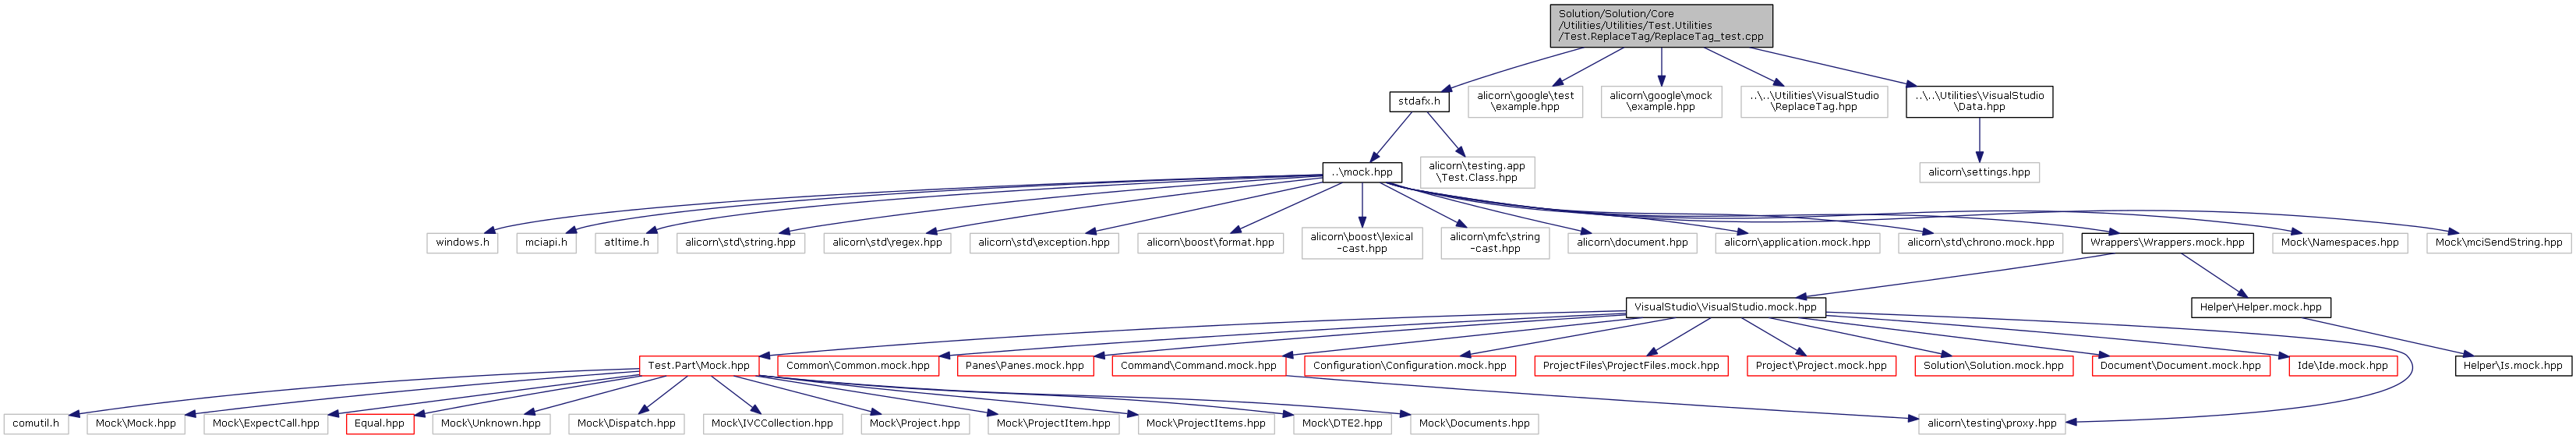 Solution/Solution/Core
/Utilities/Utilities/Test.Utilities
/Test.ReplaceTag/ReplaceTag_test.cpp
stdafx.h
alicorn\google\test
\example.hpp
alicorn\google\mock
\example.hpp
..\..\Utilities\VisualStudio
\ReplaceTag.hpp
..\..\Utilities\VisualStudio
\Data.hpp
..\mock.hpp
alicorn\testing.app
\Test.Class.hpp
alicorn\settings.hpp
windows.h
mciapi.h
atltime.h
alicorn\std\string.hpp
alicorn\std\regex.hpp
alicorn\std\exception.hpp
alicorn\boost\format.hpp
alicorn\boost\lexical
-cast.hpp
alicorn\mfc\string
-cast.hpp
alicorn\document.hpp
alicorn\application.mock.hpp
alicorn\std\chrono.mock.hpp
Wrappers\Wrappers.mock.hpp
Mock\Namespaces.hpp
Mock\mciSendString.hpp
VisualStudio\VisualStudio.mock.hpp
Helper\Helper.mock.hpp
Test.Part\Mock.hpp
Common\Common.mock.hpp
Panes\Panes.mock.hpp
Command\Command.mock.hpp
Configuration\Configuration.mock.hpp
ProjectFiles\ProjectFiles.mock.hpp
Project\Project.mock.hpp
Solution\Solution.mock.hpp
Document\Document.mock.hpp
Ide\Ide.mock.hpp
Helper\Is.mock.hpp
comutil.h
Mock\Mock.hpp
Mock\ExpectCall.hpp
Equal.hpp
Mock\Unknown.hpp
Mock\Dispatch.hpp
Mock\IVCCollection.hpp
Mock\Project.hpp
Mock\ProjectItem.hpp
Mock\ProjectItems.hpp
Mock\DTE2.hpp
Mock\Documents.hpp
alicorn\testing\proxy.hpp